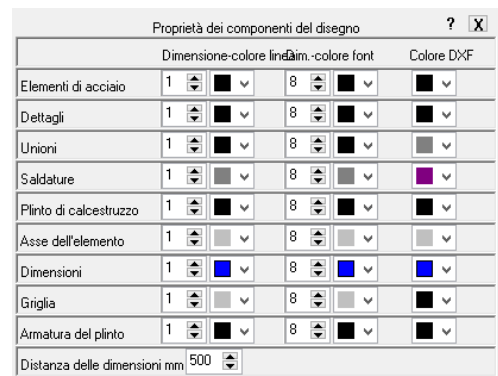 Proprietà dei componenti del disegno ? X
Dimensione-colore linea Dim.-colore font Colore DXF
Elementi di acciaio 1 8
Dettagli 1 8
Unioni 1 8
Saldature 1 8
Plinto di calcestruzzo 1 8
Asse dell'elemento 1 8
Dimensioni 1 8
Griglia 1 8
Armatura del plinto 1 8
Distanza delle dimensioni mm 500